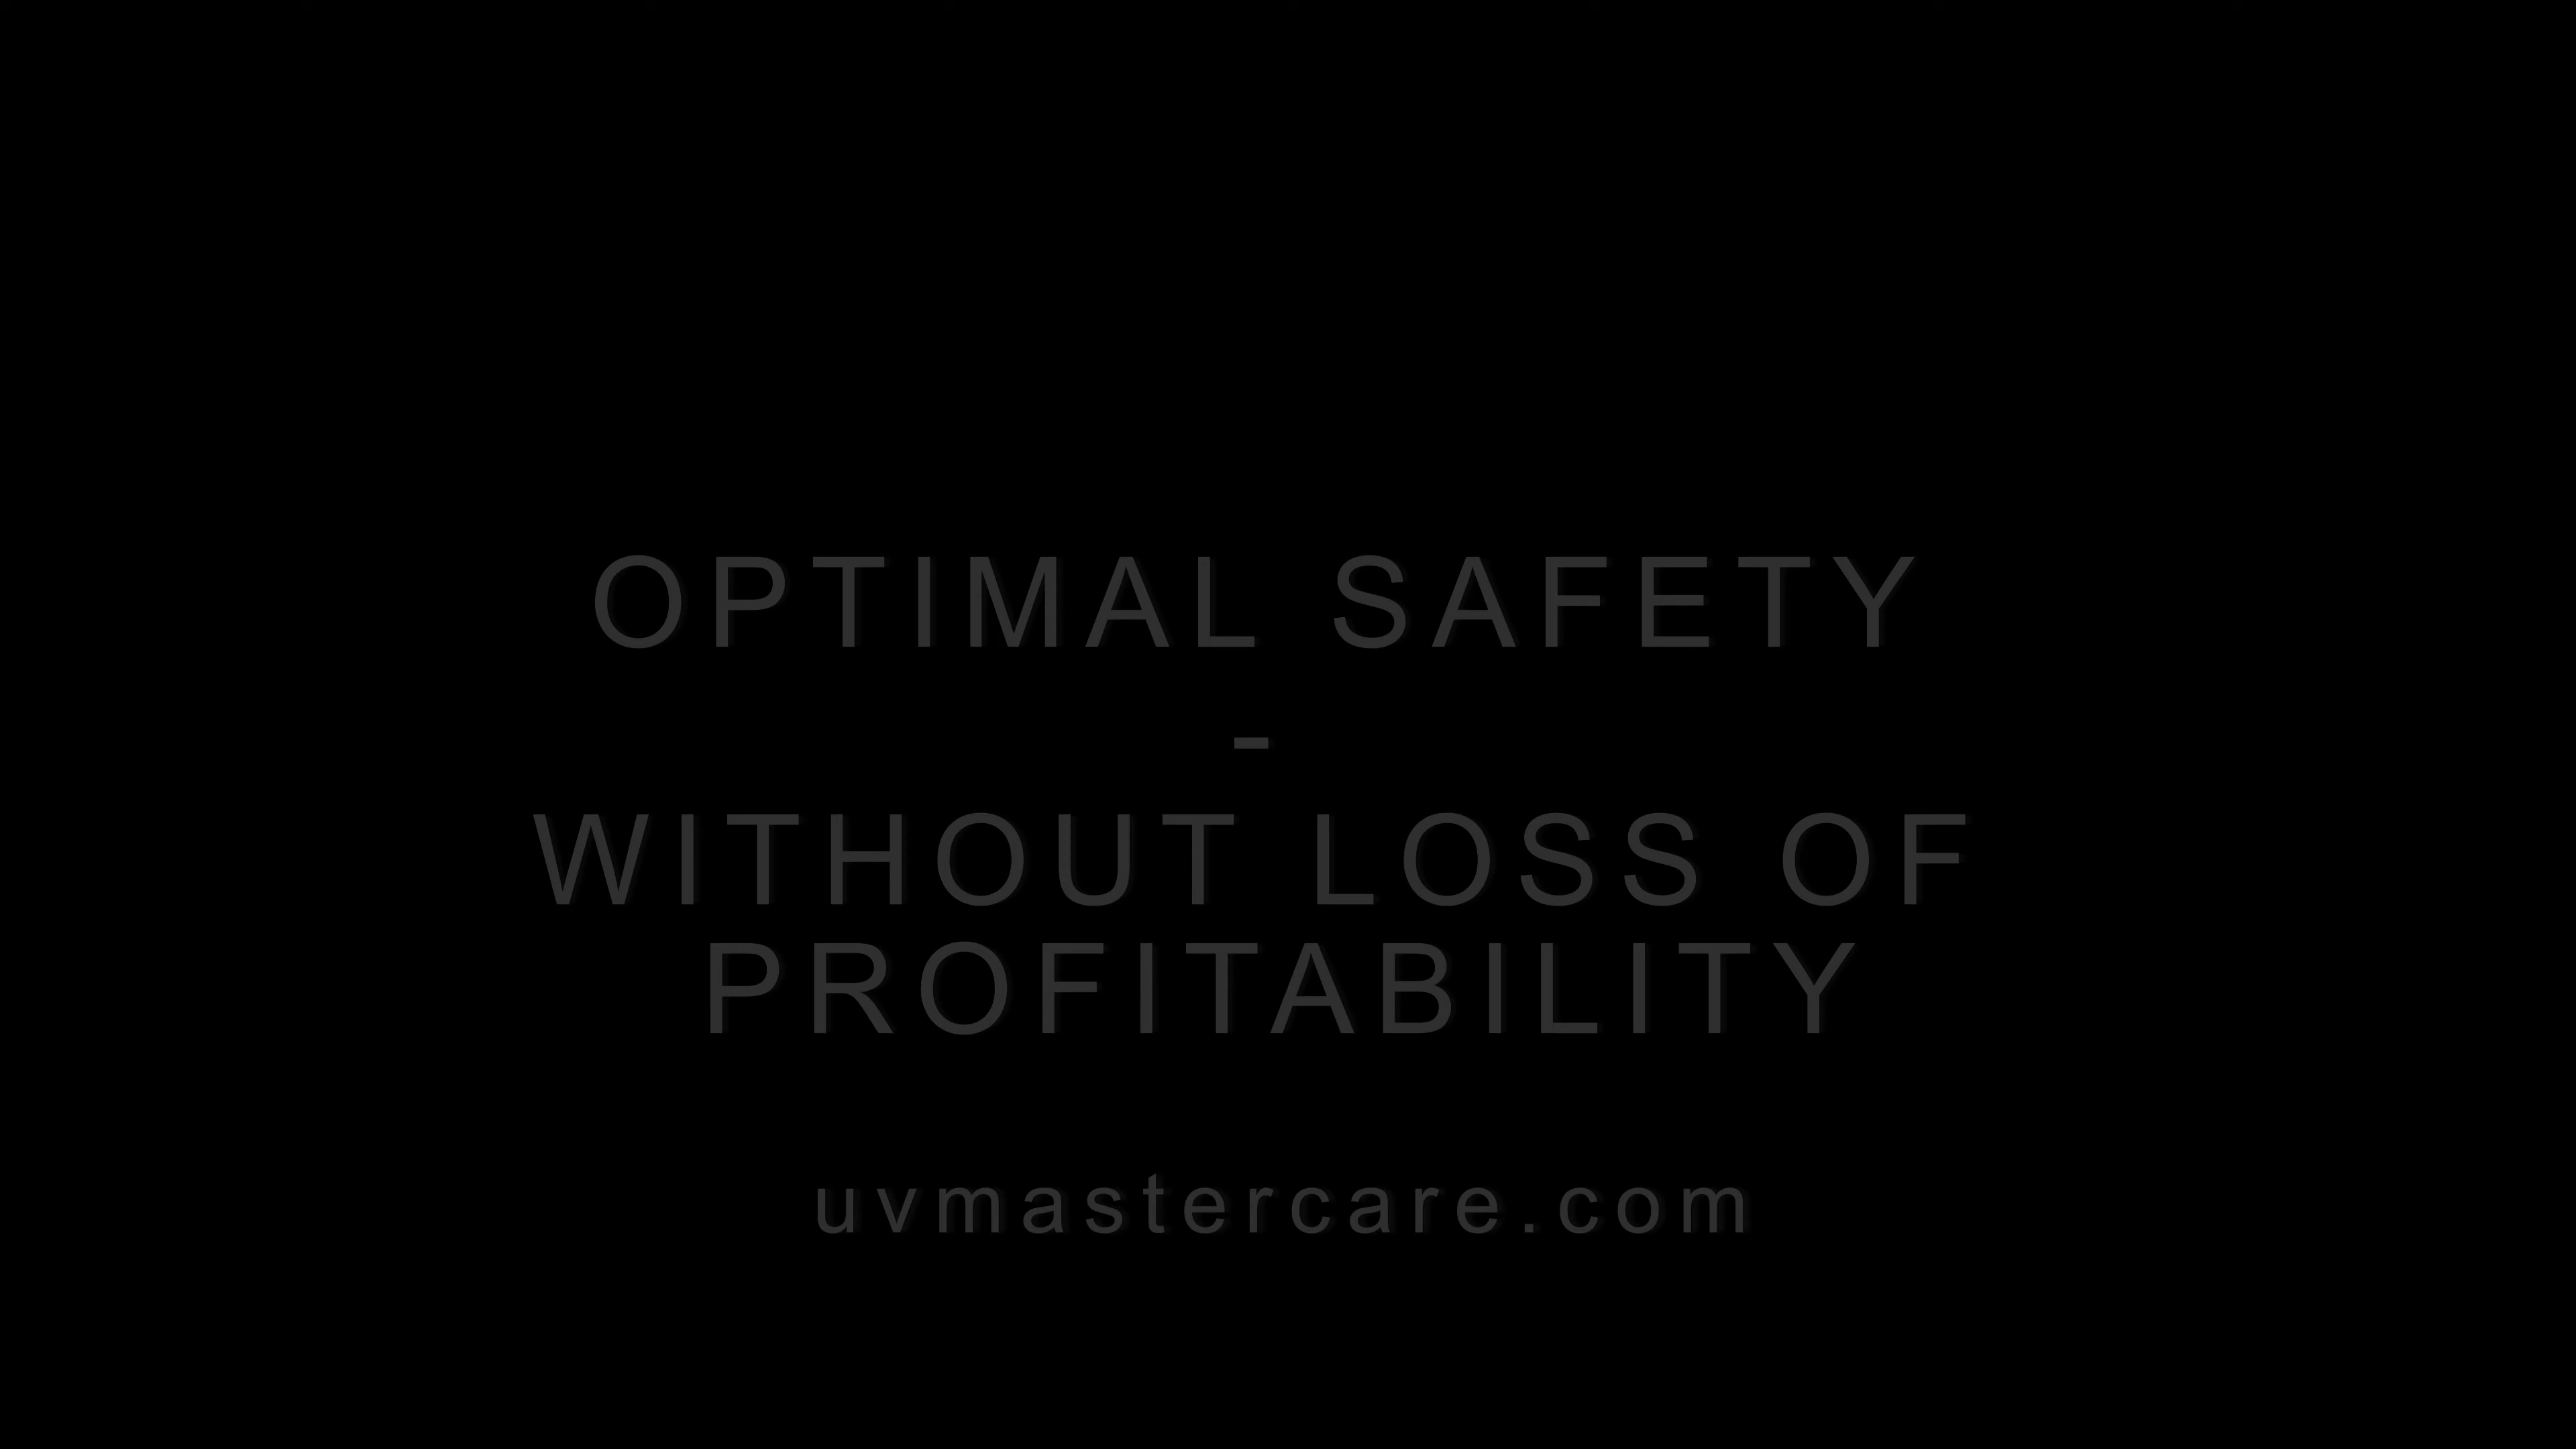 OPTIMAL SAFETY
-
WITHOUT LOSS OF
PROFITABILITY
uvmastercare.com